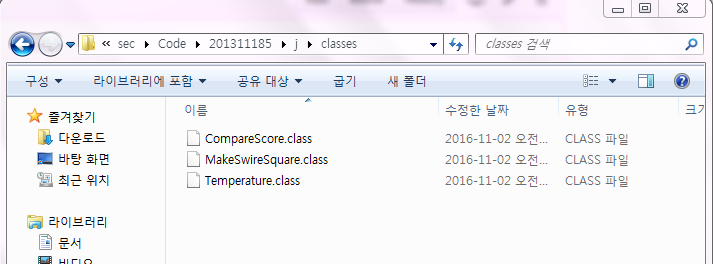 « sec ▸ Code ▸ 201311185 ▸ j ▸ classes
classes 검색
구성 라이브러리에 포함 공유 대상 굽기 새 폴더
즐겨찾기
다운로드
바탕 화면
최근 위치
라이브러리
문서
이름 수정한 날짜 유형 크기
CompareScore.class 2016-11-02 오전... CLASS 파일
MakeSwireSquare.class 2016-11-02 오전... CLASS 파일
Temperature.class 2016-11-02 오전... CLASS 파일